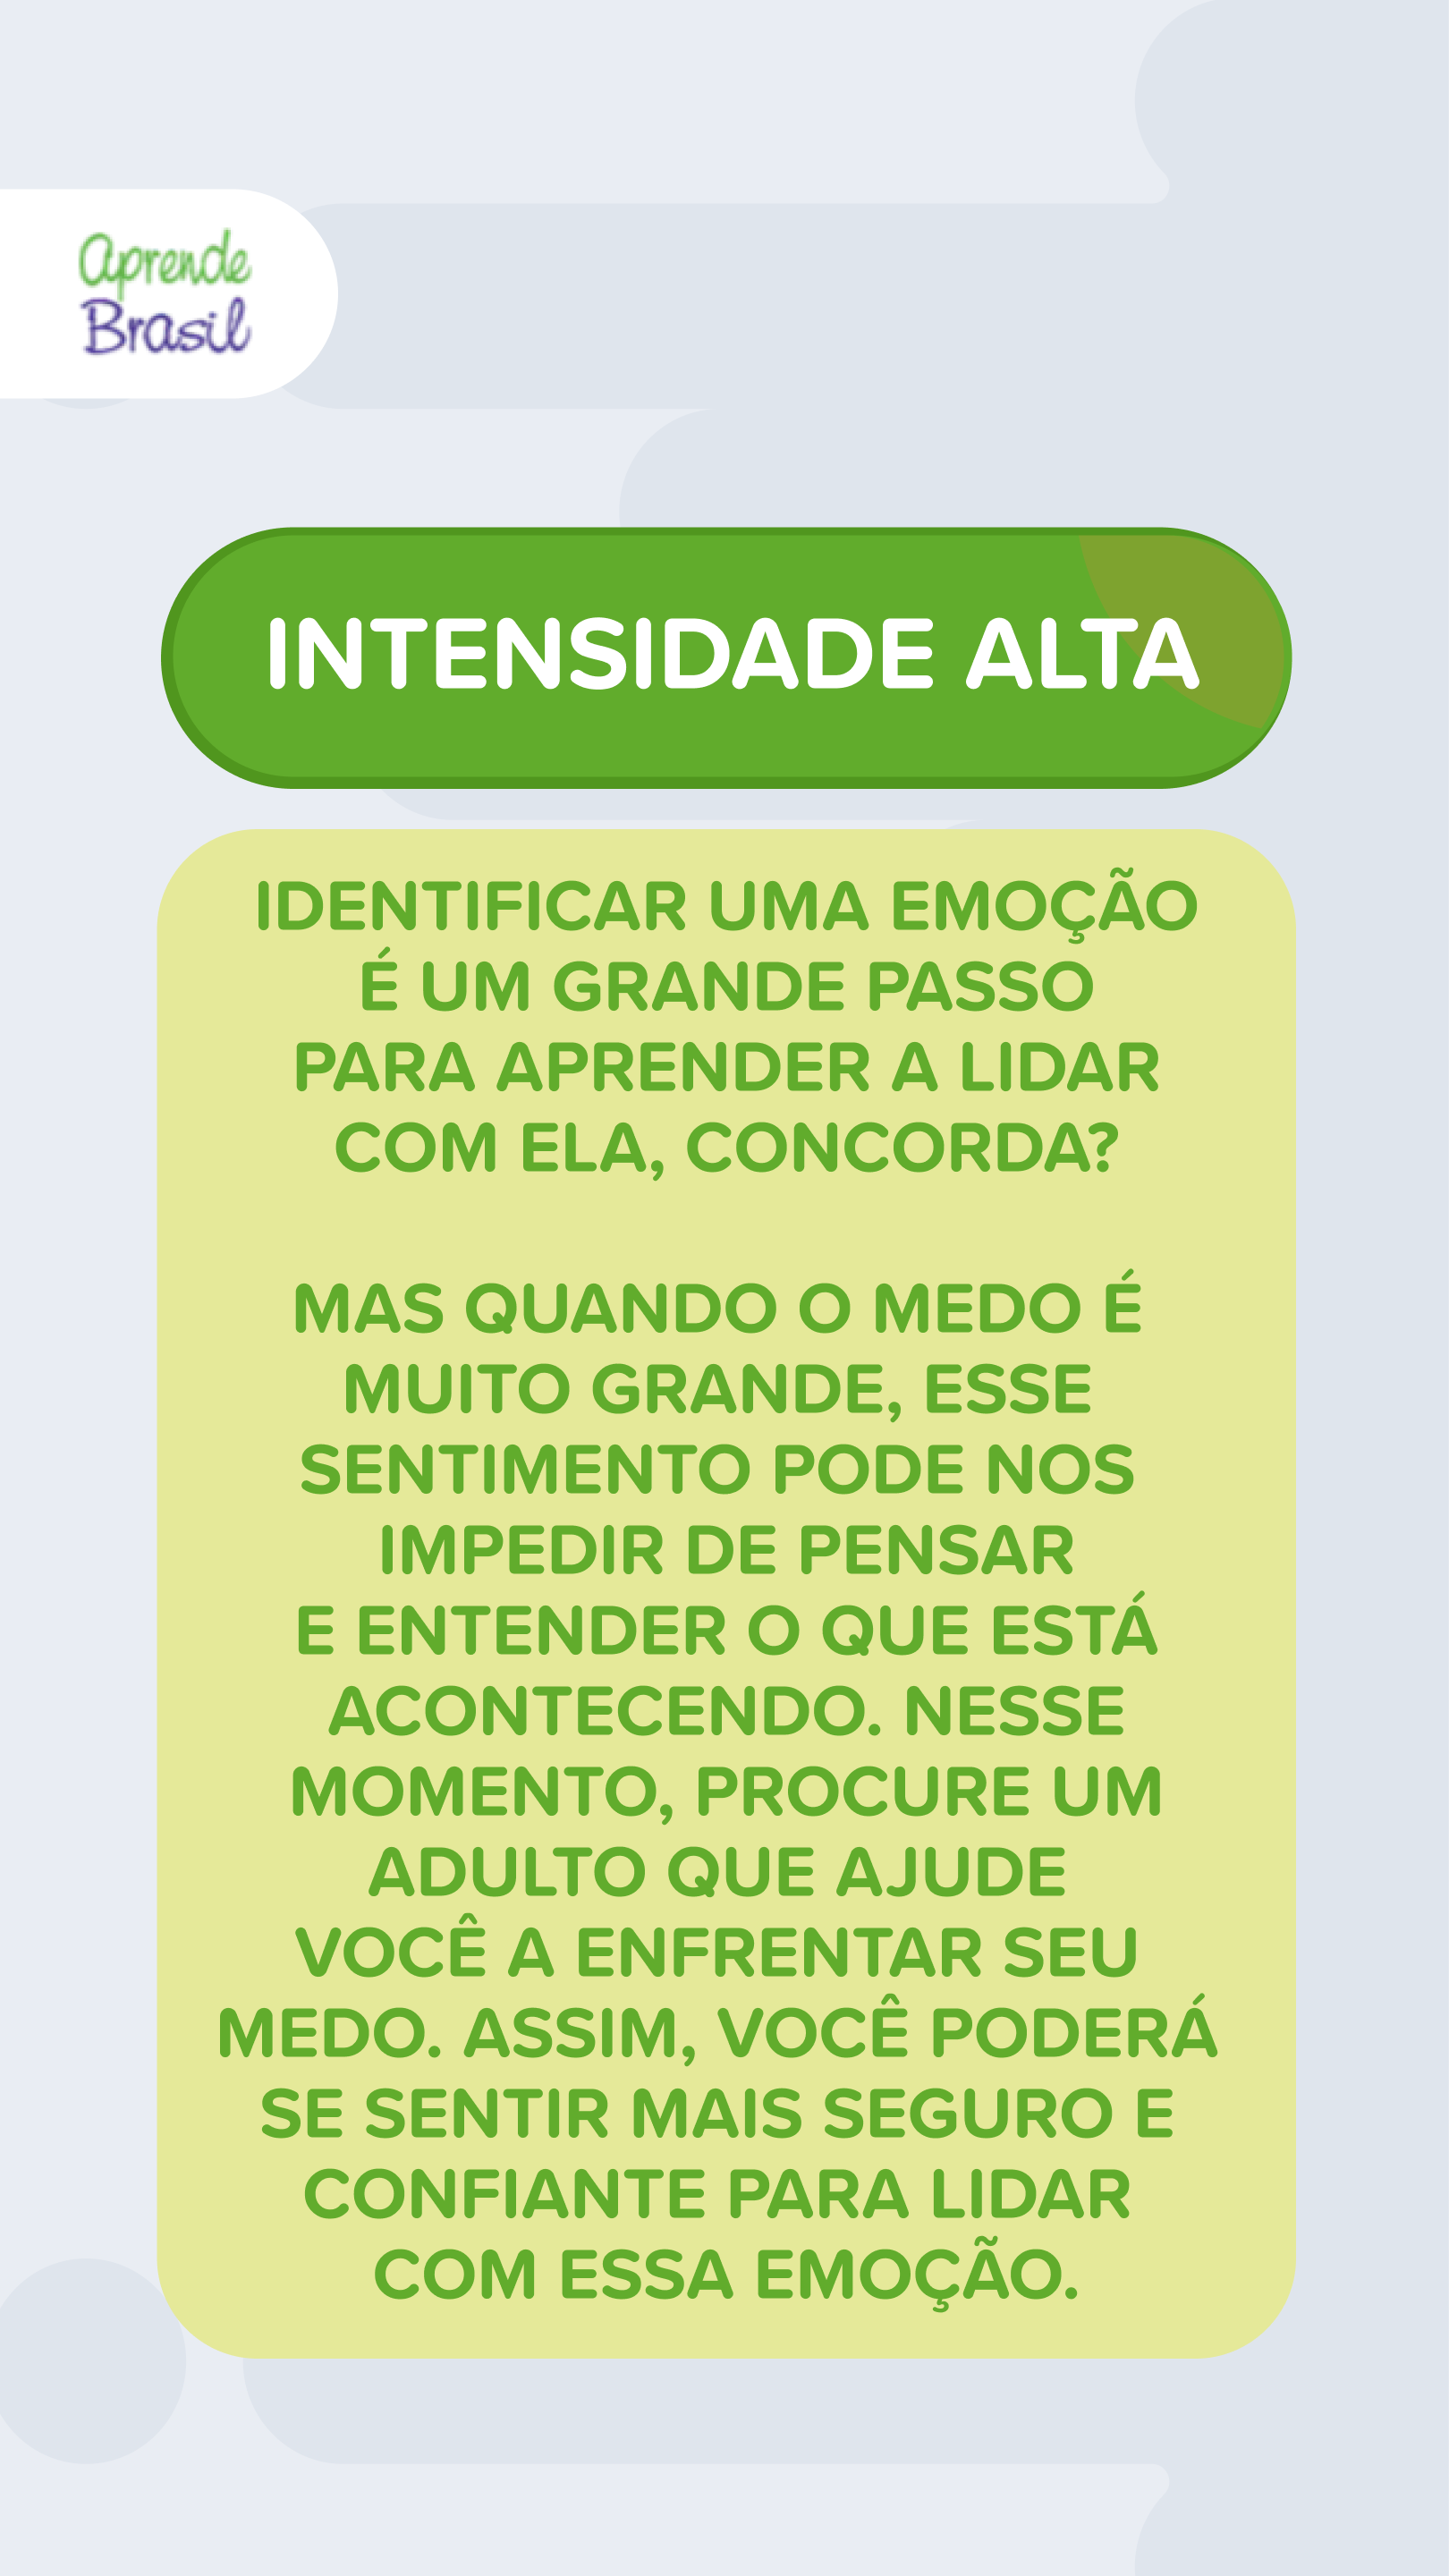 Aprende
Brasil
INTENSIDADE ALTA
IDENTIFICAR UMA EMOÇÃO
É UM GRANDE PASSO
PARA APRENDER A LIDAR
COM ELA, CONCORDA?
MAS QUANDO O MEDO É
MUITO GRANDE, ESSE
SENTIMENTO PODE NOS
IMPEDIR DE PENSAR
E ENTENDER O QUE ESTÁ
ACONTECENDO. NESSE
MOMENTO, PROCURE UM
ADULTO QUE AJUDE
VOCÊ A ENFRENTAR SEU
MEDO. ASSIM, VOCÊ PODERÁ
SE SENTIR MAIS SEGURO E
CONFIANTE PARA LIDAR
COM ESSA EMOÇÃO.